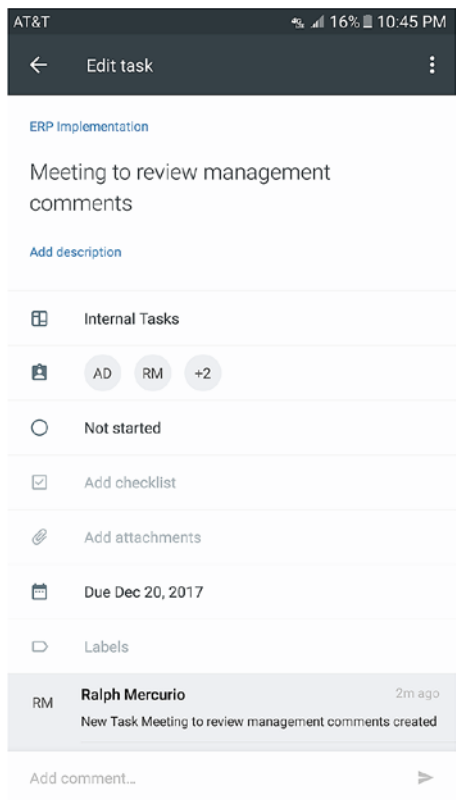 AT&T 16% 10:45 PM
Edit task
ERP Implementation
Meeting to review management
comments
Add description
Internal Tasks
AD RM +2
Not started
Add checklist
Add attachments
Due Dec 20, 2017
Labels
RM Ralph Mercurio 2m ago
New Task Meeting to review management comments created
Add comment...